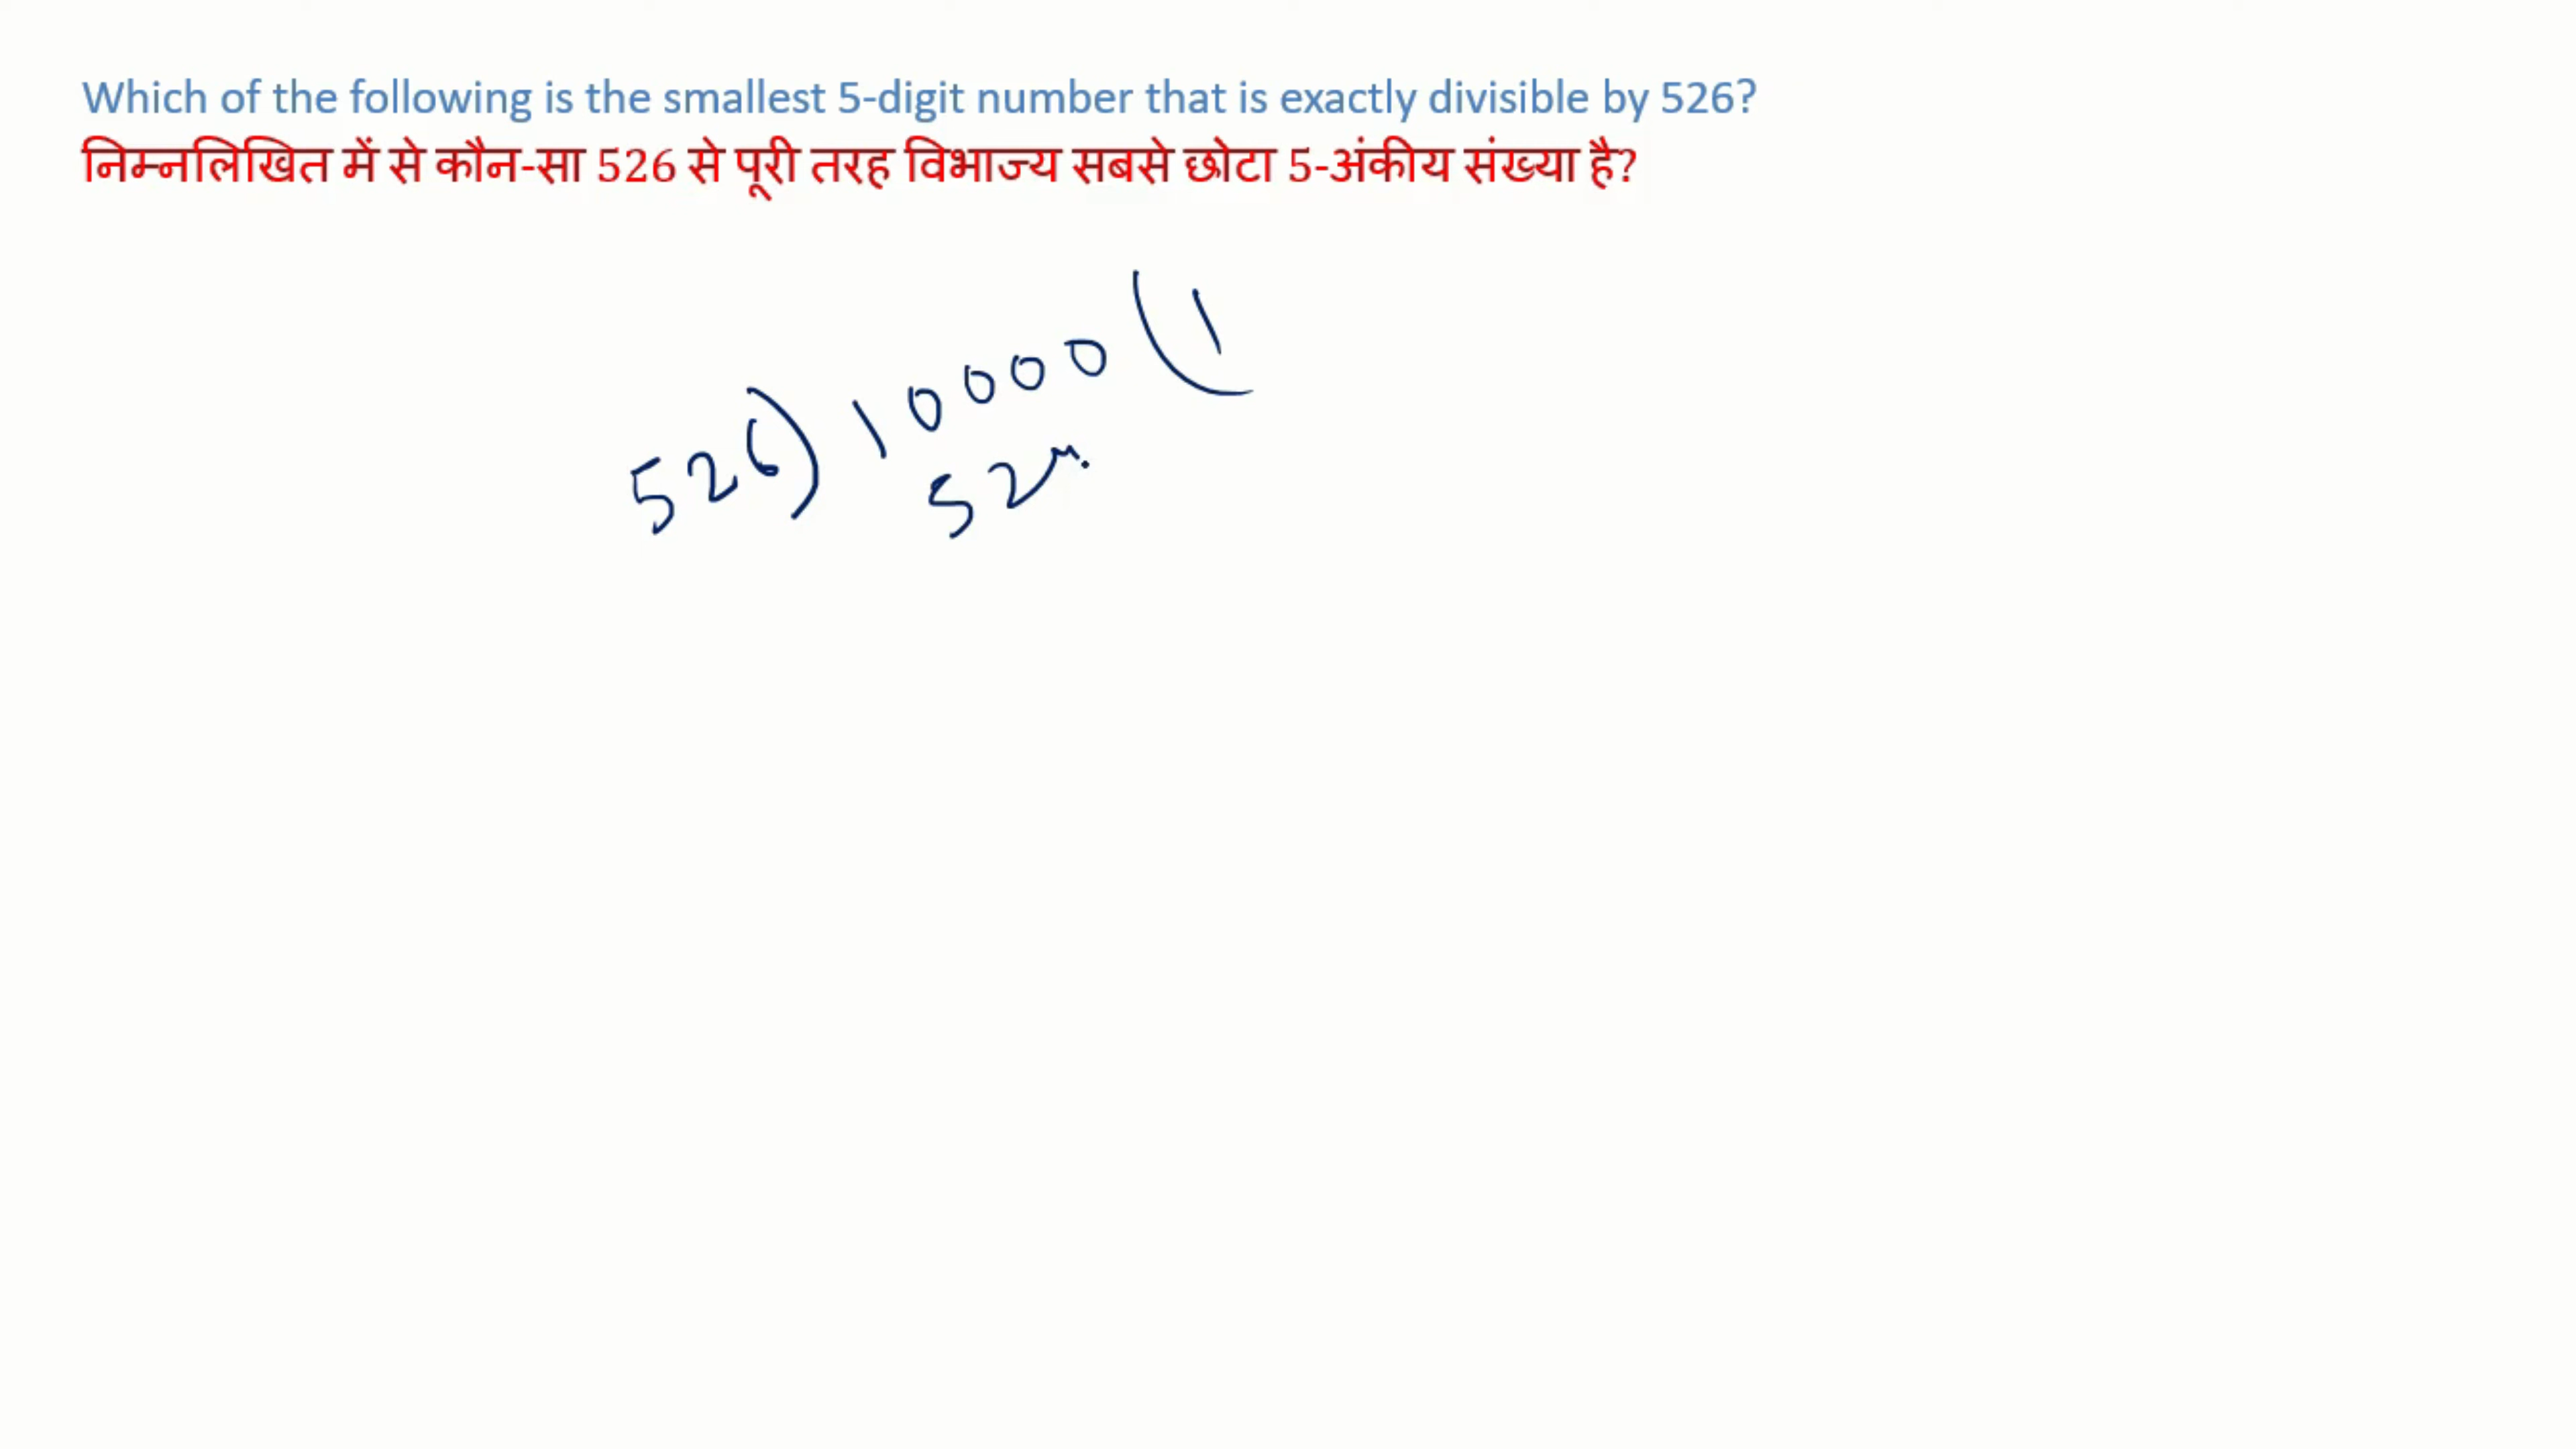 Which of the following is the smallest 5-digit number that is exactly divisible by 526?
निम्नलिखित में से कौन-सा 526 से पूरी तरह विभाज्य सबसे छोटा 5-अंकीय संख्या है?
526)10000(1
52